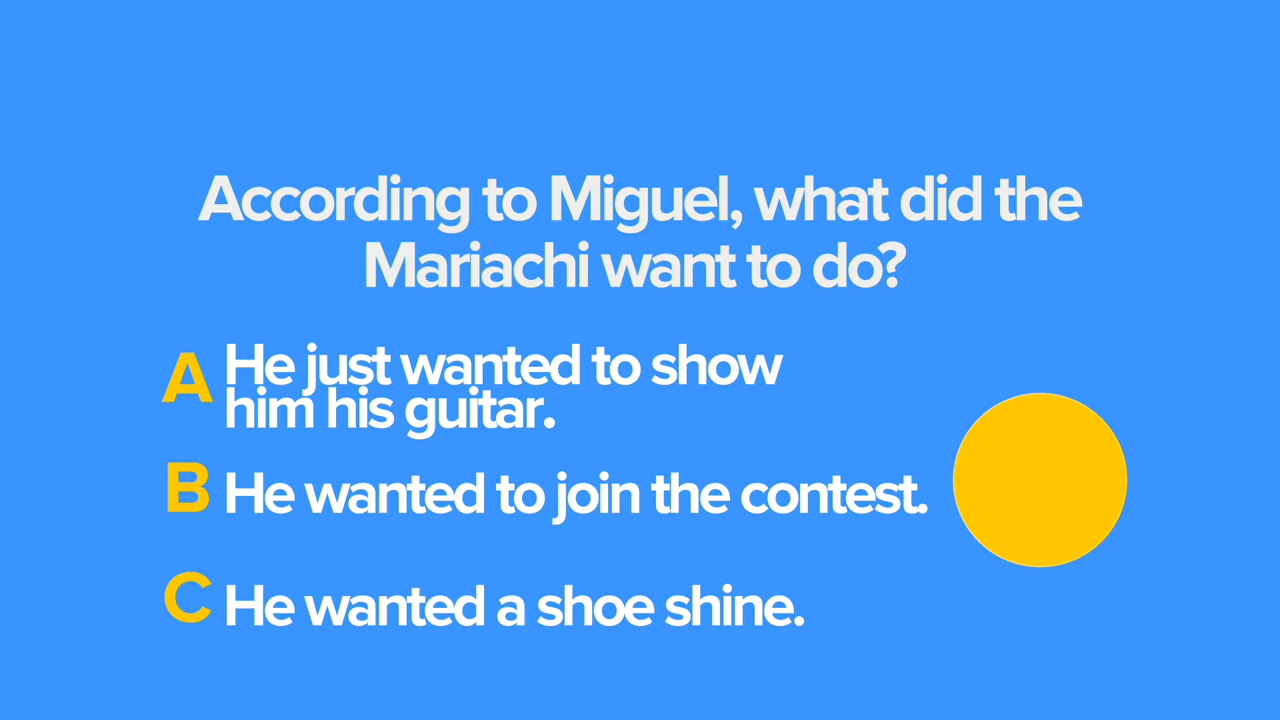 According to Miguel, what did the
Mariachi want to do?
A He just wanted to show
him his guitar.
B He wanted to join the contest.
C He wanted a shoe shine.